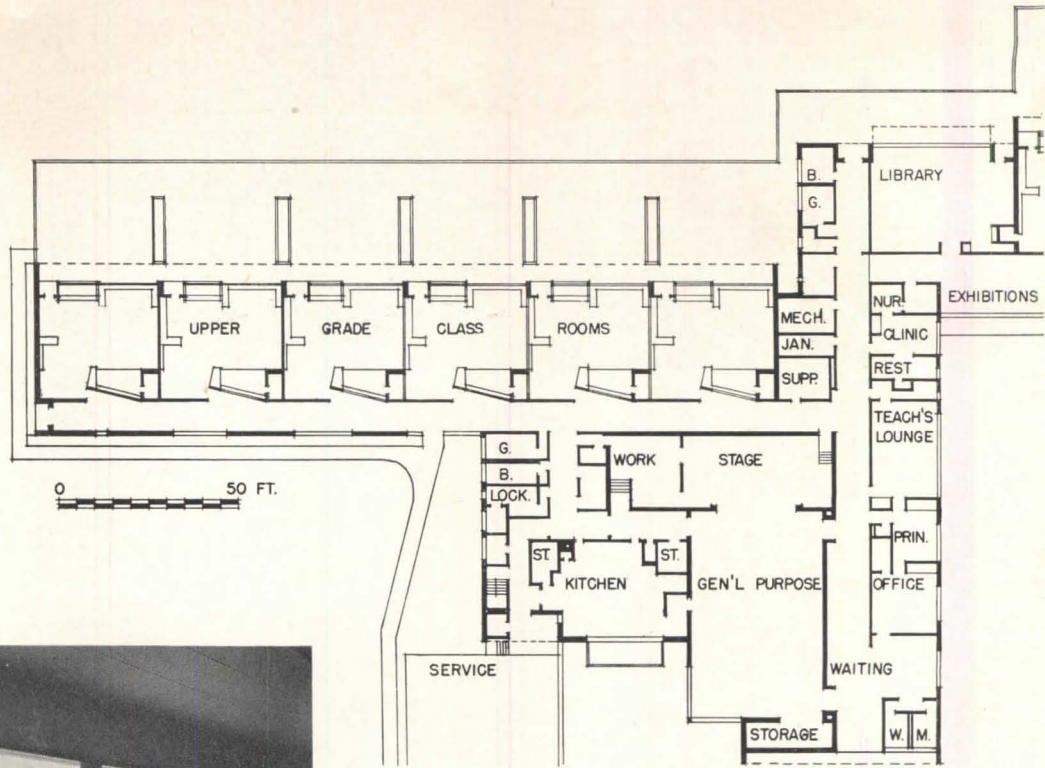 B.
LIBRARY
G.
NUR.
EXHIBITIONS
UPPER GRADE CLASS ROOMS
MECH.
CLINIC
JAN.
REST
SUPP.
TEACH'S
LOUNGE
G.
WORK
STAGE
B.
LOCK.
0 50 FT.
PRIN.
ST.
ST.
KITCHEN
GEN'L PURPOSE
OFFICE
SERVICE
WAITING
STORAGE
W.
M.